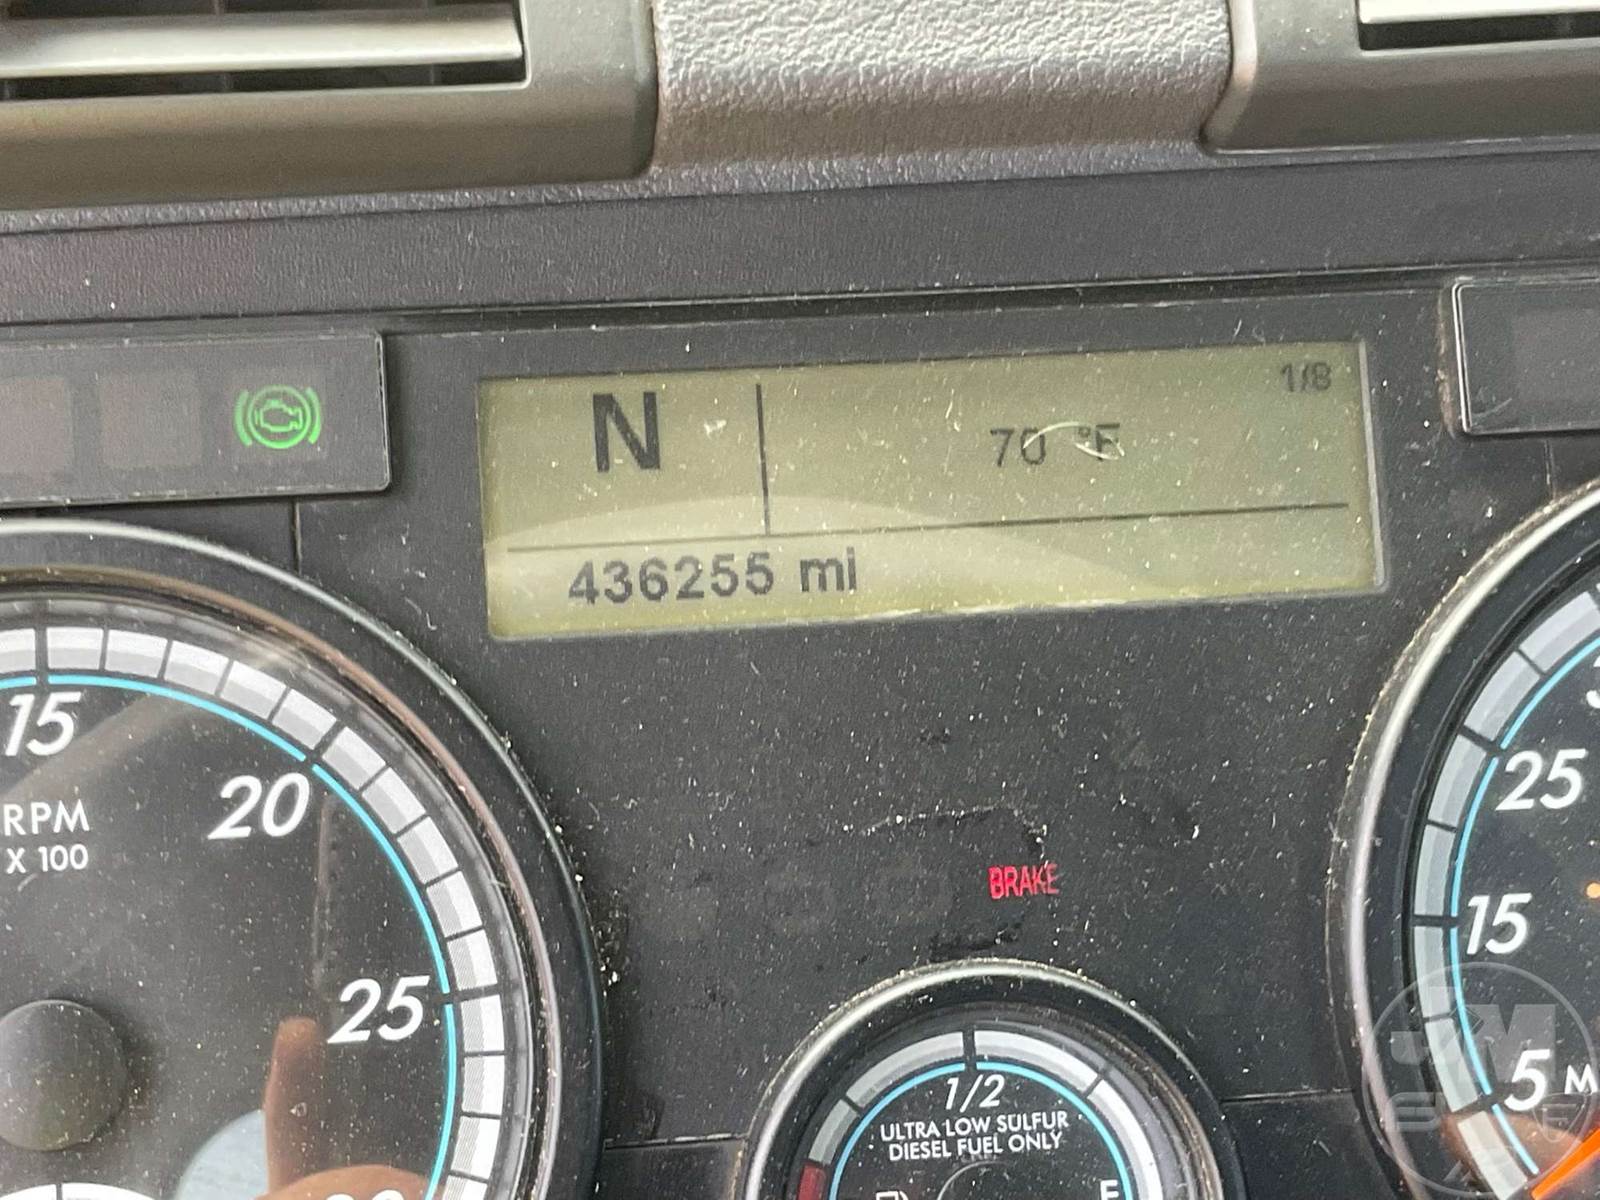 1/8
N
70 °F
436255 mi
15
20
25
RPM
X 100
BRAKE
25
15
5
1/2
ULTRA LOW SULFUR
DIESEL FUEL ONLY